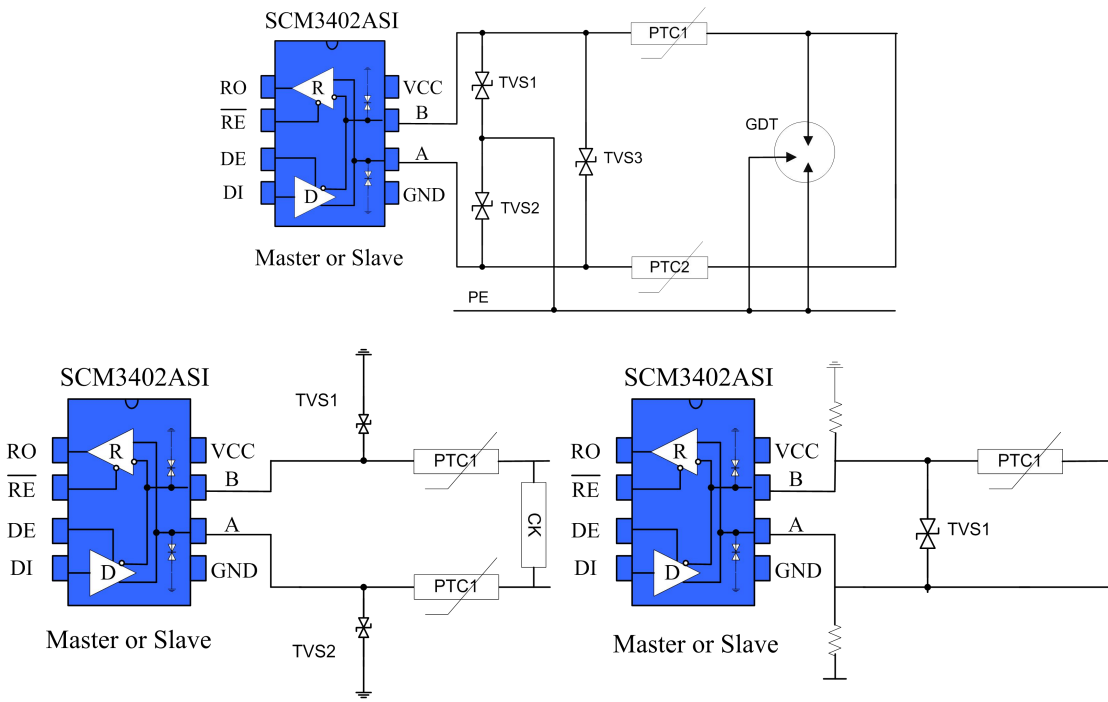 SCM3402ASI
RO
R
VCC
TVS1
PTC1
RE
B
GDT
DE
A
TVS3
DI
D
GND
TVS2
Master or Slave
PTC2
PE
SCM3402ASI
TVS1
RO
R
VCC
PTC1
RE
B
CK
DE
A
DI
D
GND
PTC1
Master or Slave
TVS2
SCM3402ASI
RO
R
VCC
PTC1
RE
B
DE
A
TVS1
DI
D
GND
Master or Slave